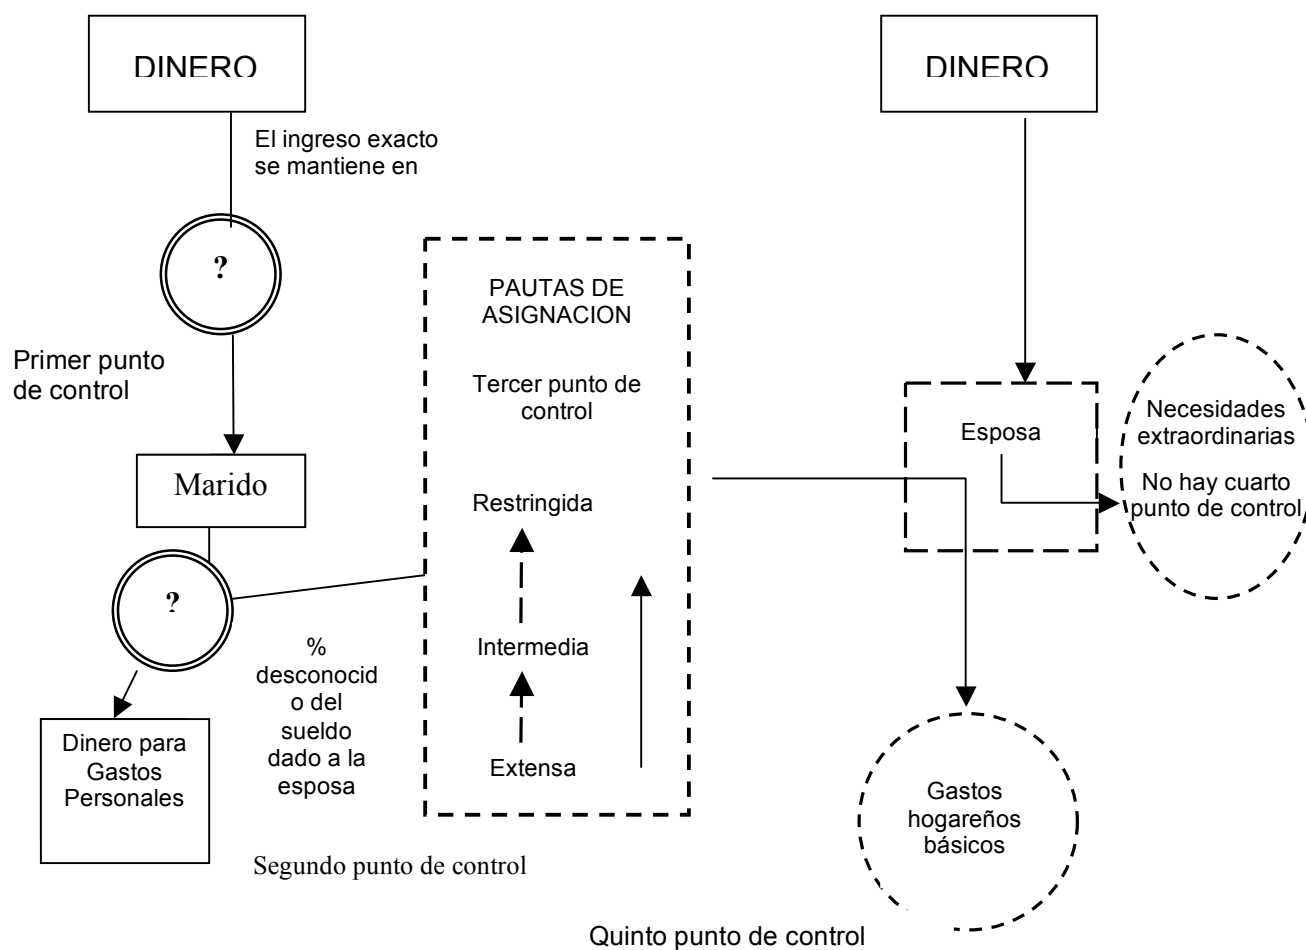 DINERO
DINERO
El ingreso exacto
se mantiene en
?
Primer punto
de control
Marido
?
Dinero para
Gastos
Personales
%
desconocid
o del
sueldo
dado a la
esposa
Segundo punto de control
PAUTAS DE
ASIGNACION
Tercer punto de
control
Restringida
Intermedia
Extensa
Esposa
Necesidades
extraordinarias
No hay cuarto
punto de control
Gastos
hogareños
básicos
Quinto punto de control